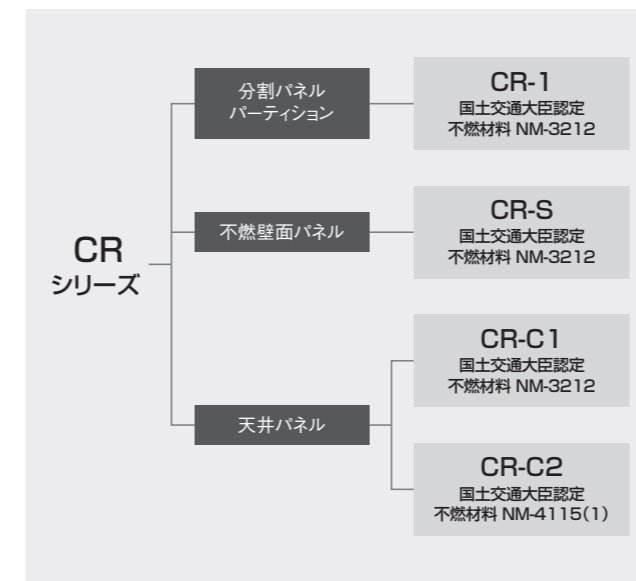 CR
シリーズ
分割パネル
パーティション
CR-1
国土交通大臣認定
不燃材料 NM-3212
不燃壁面パネル
CR-S
国土交通大臣認定
不燃材料 NM-3212
天井パネル
CR-C1
国土交通大臣認定
不燃材料 NM-3212
CR-C2
国土交通大臣認定
不燃材料 NM-4115(1)